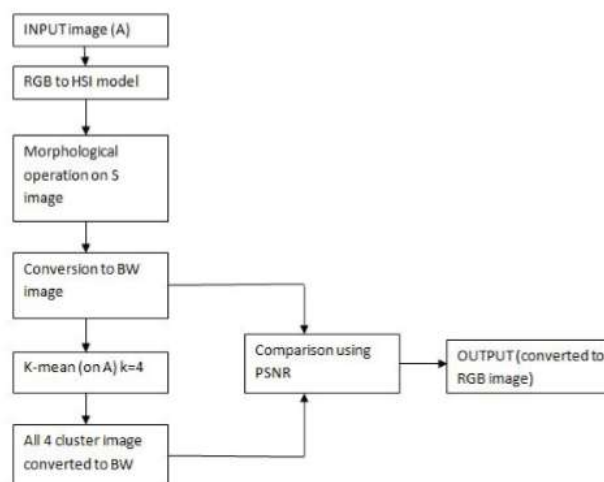 INPUT image (A)
RGB to HSI model
Morphological
operation on S
image
Conversion to BW
image
K-mean (on A) k=4
All 4 cluster image
converted to BW
Comparison using
PSNR
OUTPUT (converted to
RGB image)